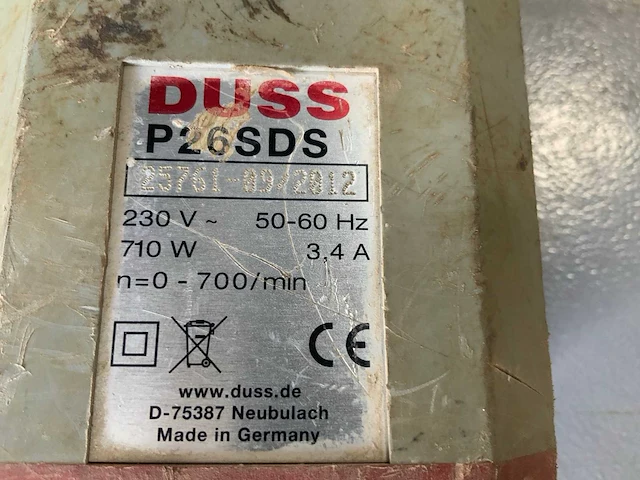 DUSS
P26SDS
25761-09/2012
230 V ~ 50-60 Hz
710 W 3,4 A
n=0 - 700/min
CE
www.duss.de
D-75387 Neubulach
Made in Germany